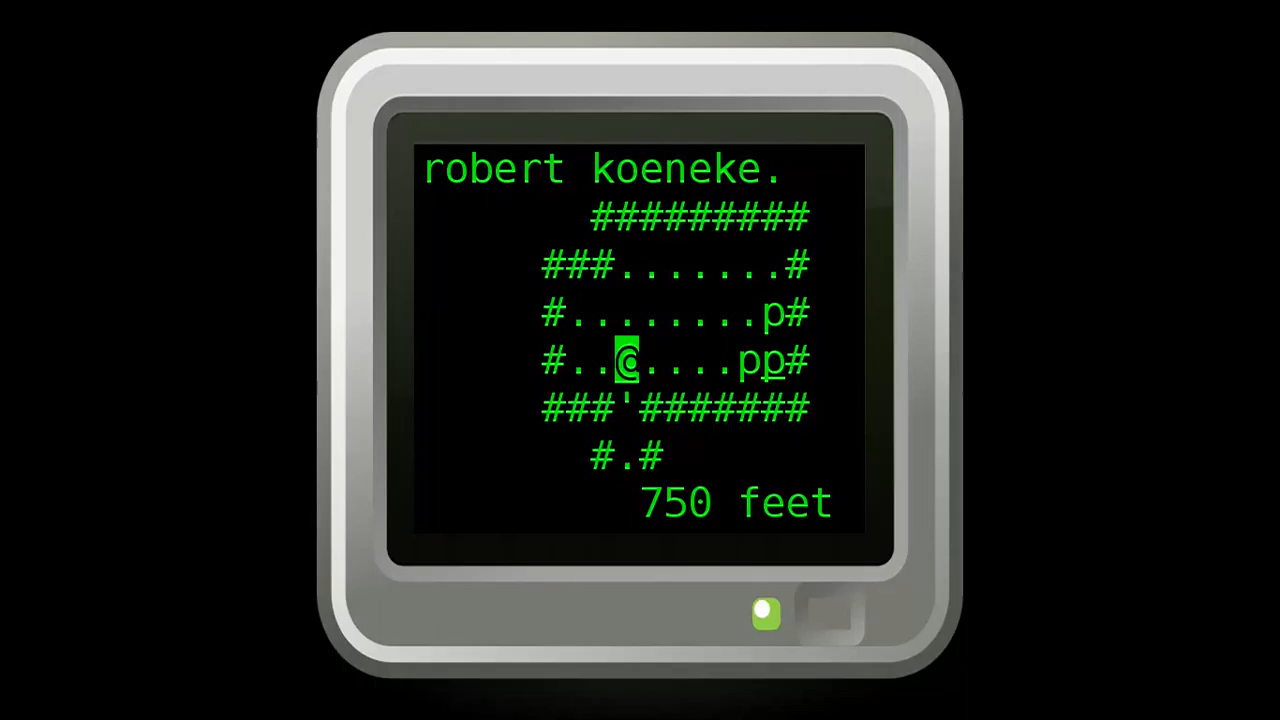 robert koeneke.
#########
###.......#
#........p#
#..@....pp#
###'#######
#.#
750 feet